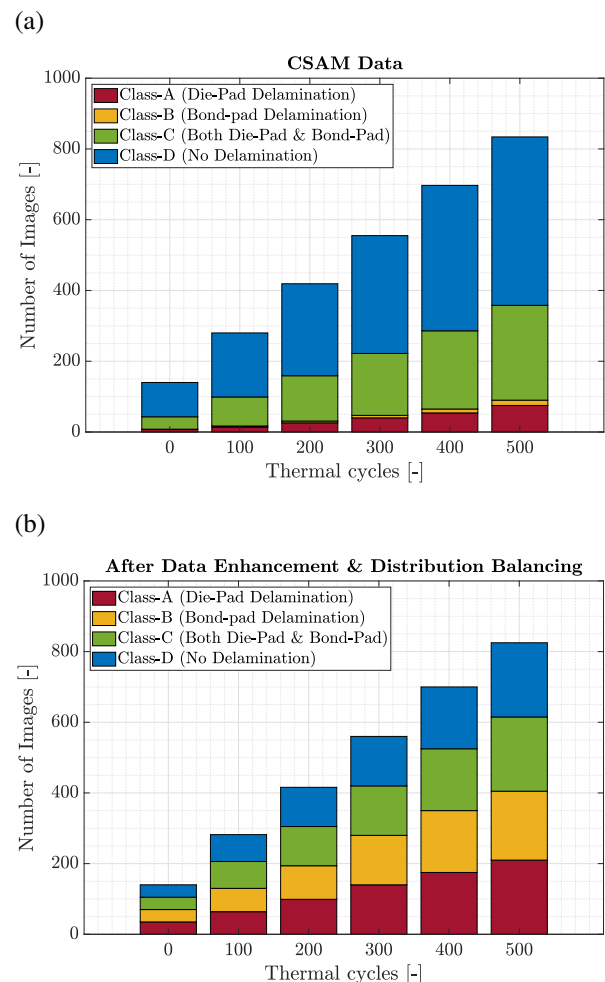 (a)
CSAM Data
1000
800
600
400
200
0
Number of Images [-]
Class-A (Die-Pad Delamination)
Class-B (Bond-pad Delamination)
Class-C (Both Die-Pad & Bond-Pad)
Class-D (No Delamination)
0 100 200 300 400 500
Thermal cycles [-]
(b)
After Data Enhancement & Distribution Balancing
1000
800
600
400
200
0
Number of Images [-]
Class-A (Die-Pad Delamination)
Class-B (Bond-pad Delamination)
Class-C (Both Die-Pad & Bond-Pad)
Class-D (No Delamination)
0 100 200 300 400 500
Thermal cycles [-]